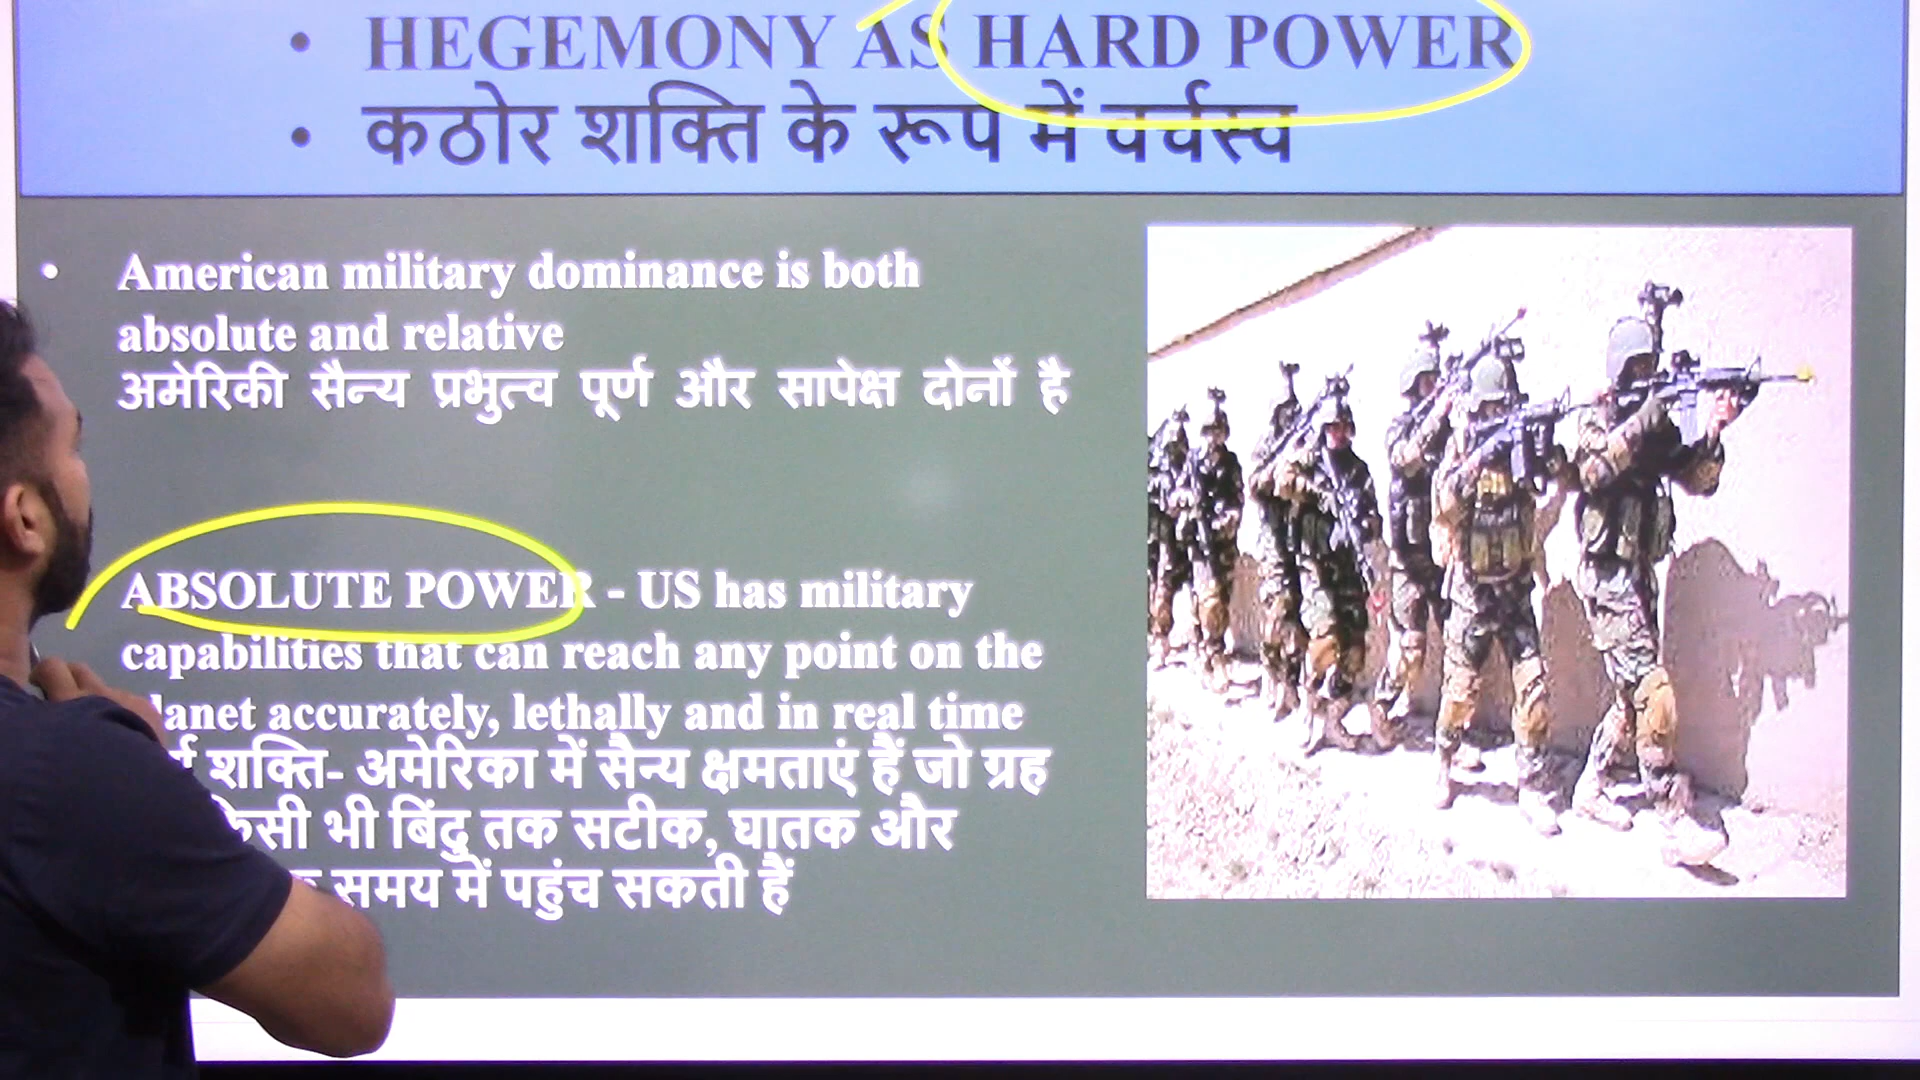 HEGEMONY AS HARD POWER
कठोर शक्ति के रूप में वर्चस्व
American military dominance is both
absolute and relative
अमेरिकी सैन्य प्रभुत्व पूर्ण और सापेक्ष दोनों है
ABSOLUTE POWER - US has military
capabilities that can reach any point on the
accurately, lethally and in real time
शक्ति- अमेरिका में सैन्य क्षमताएं हैं जो ग्रह
भी बिंदु तक सटीक, घातक और
समय में पहुंच सकती हैं